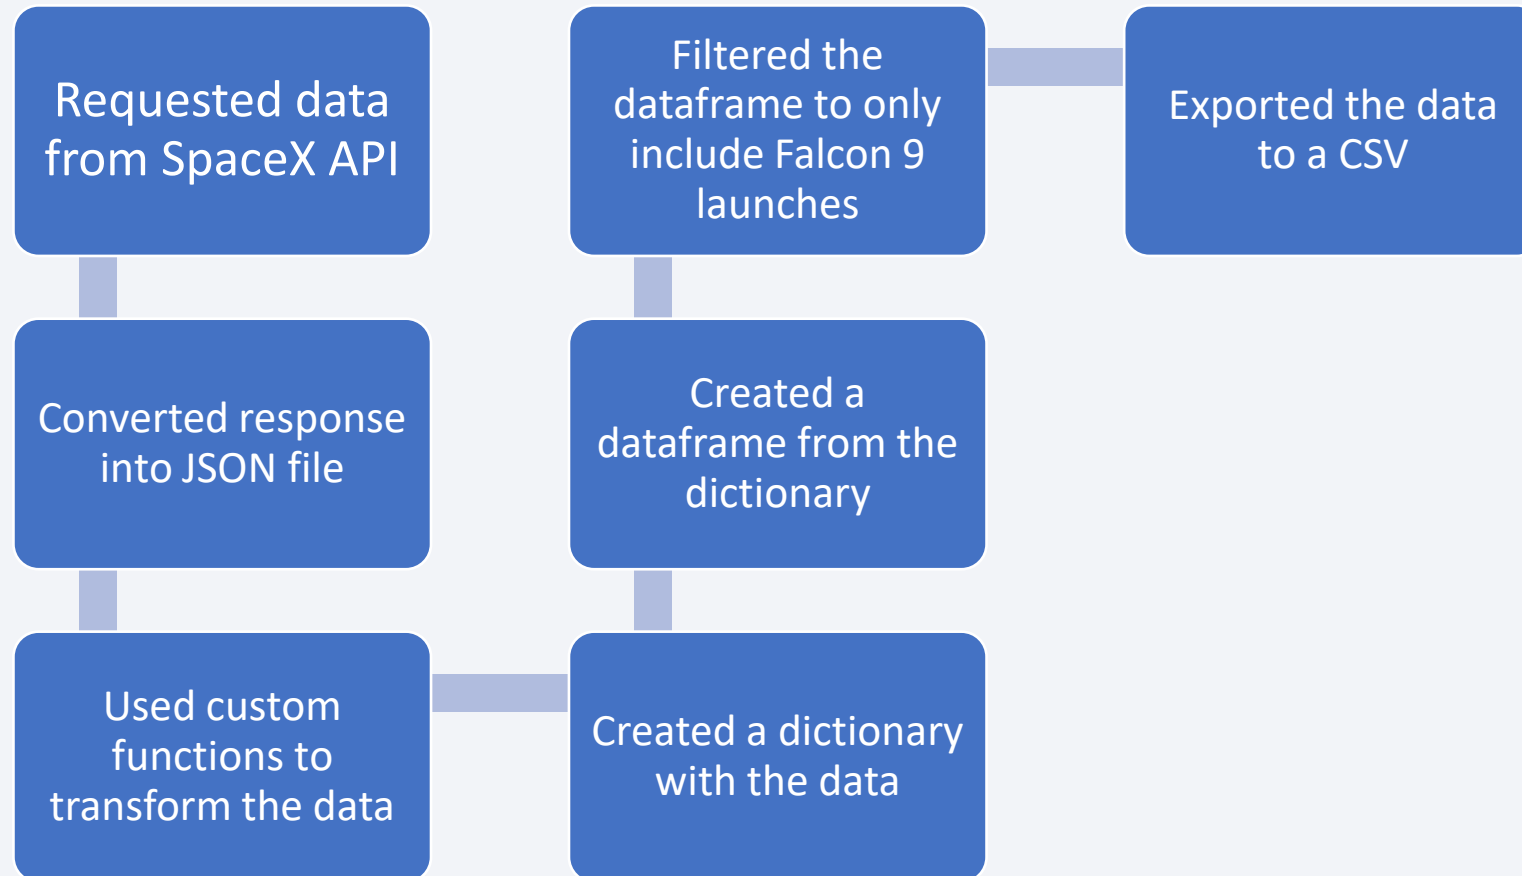 Requested data
from SpaceX API
Converted response
into JSON file
Used custom
functions to
transform the data
Created a dictionary
with the data
Created a
dataframe from the
dictionary
Filtered the
dataframe to only
include Falcon 9
launches
Exported the data
to a CSV